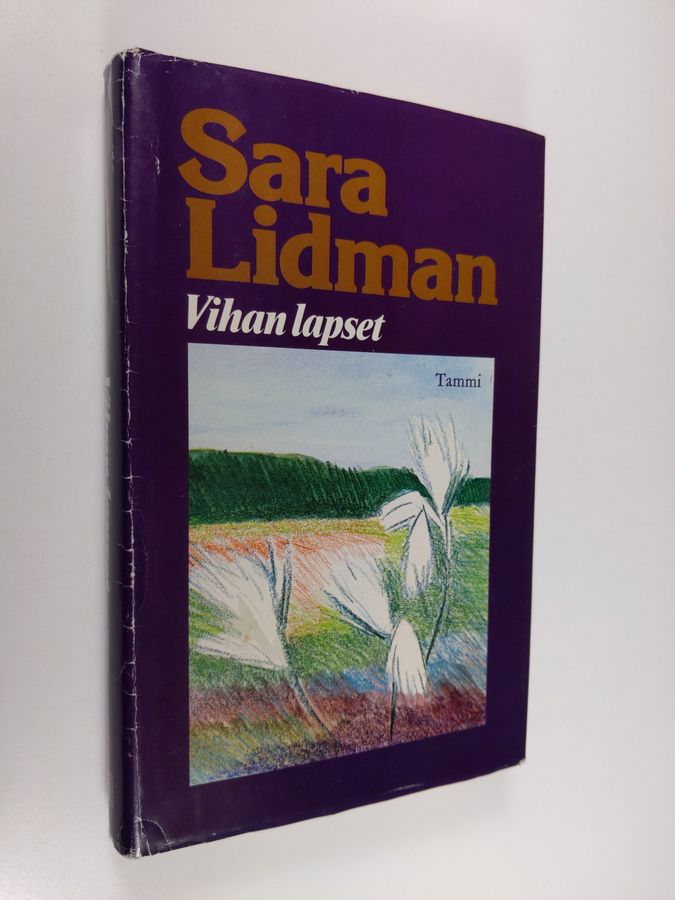 Sara
Lidman
Vihan lapset
Tammi